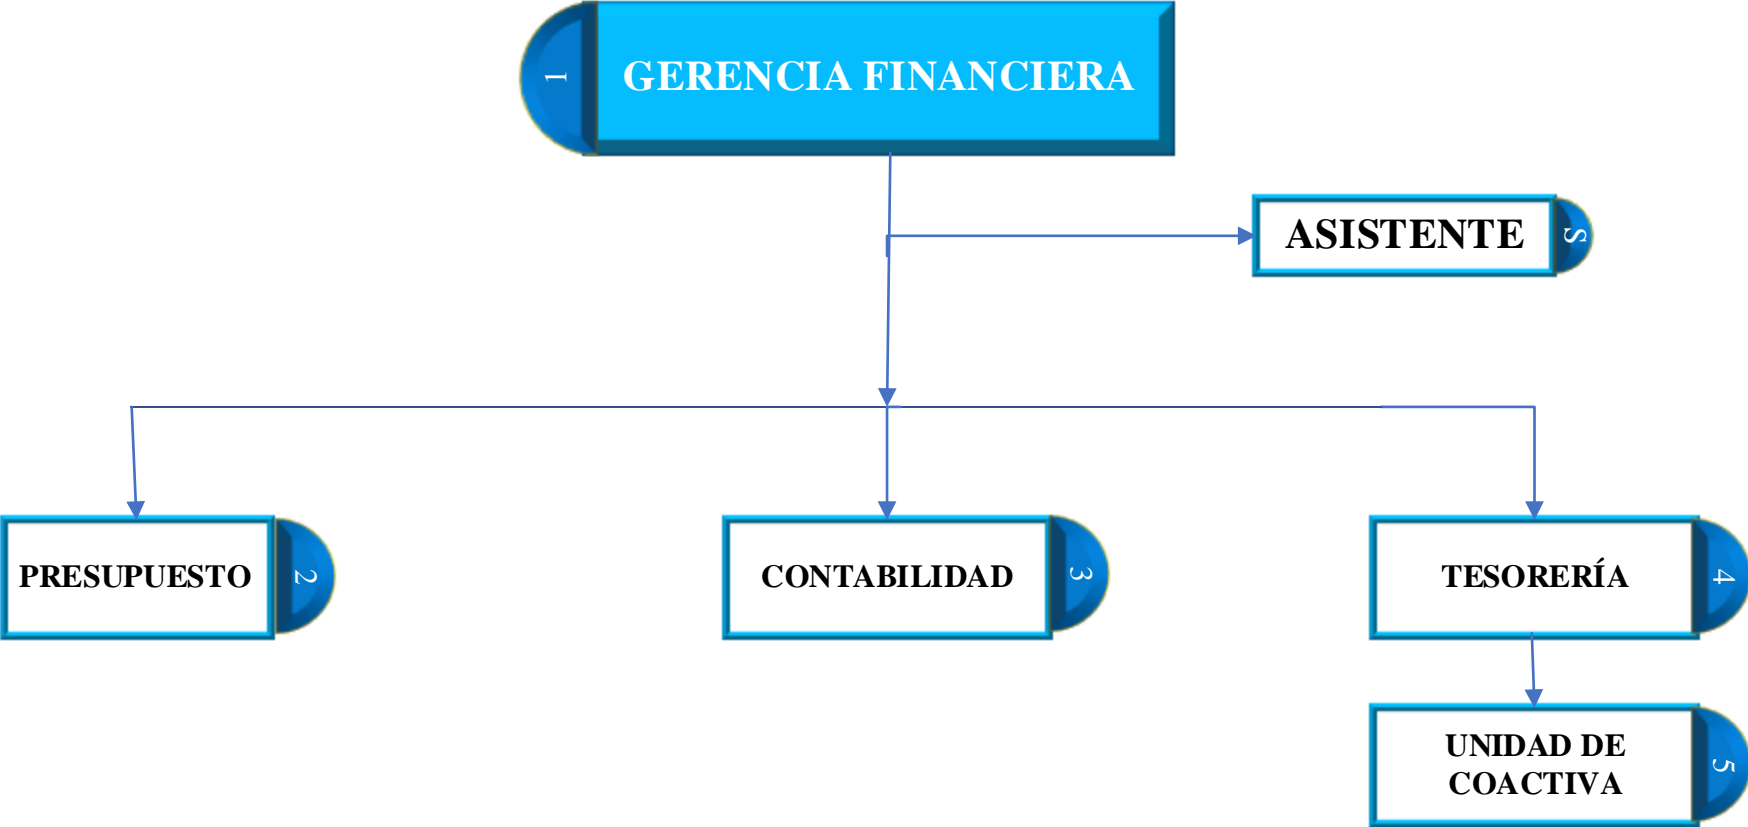 1
GERENCIA FINANCIERA
ASISTENTE
S
PRESUPUESTO
2
CONTABILIDAD
3
TESORERÍA
4
UNIDAD DE
COACTIVA
5